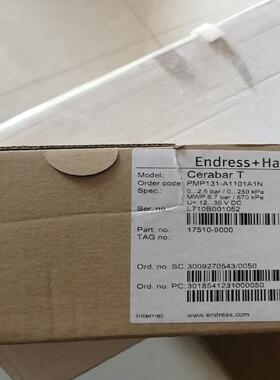 Endress+Ha
Model: Cerabar T
Order code: PMP131-A1101A1N
Spec.: 0...2.5 bar / 0...250 kPa
MWP 6.7 bar / 670 kPa
U= 12...30 V DC
Ser. no.: L710B001052
Part. no.: 17510-9000
TAG no.:
Ord. no. SC: 3009270543/0050
Ord. no. PC: 3018541231000050
Internet: www.endress.com